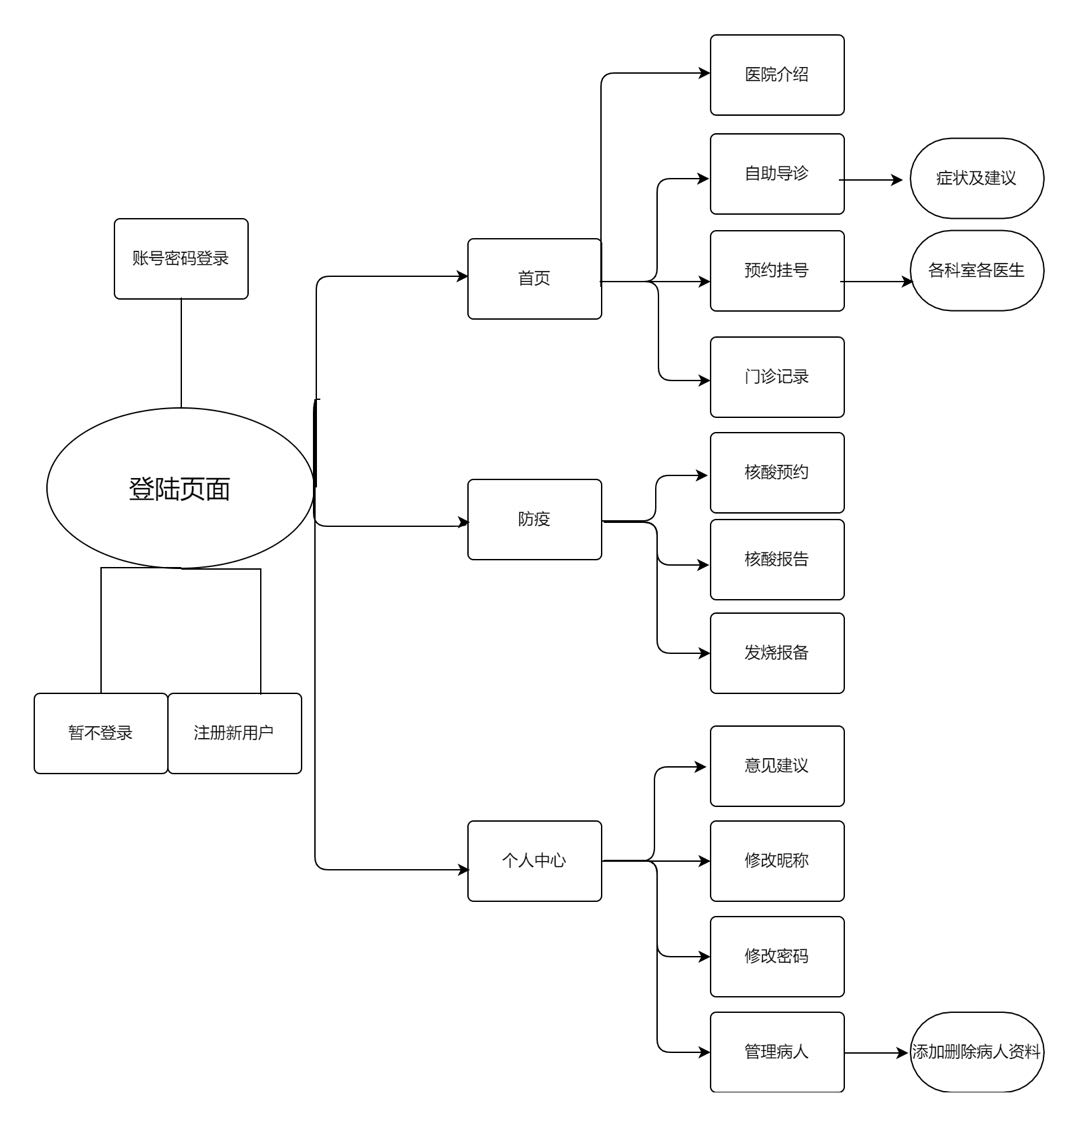 医院介绍
自助导诊
症状及建议
账号密码登录
首页
预约挂号
各科室各医生
门诊记录
登陆页面
防疫
核酸预约
核酸报告
发烧报备
暂不登录
注册新用户
意见建议
个人中心
修改昵称
修改密码
管理病人
添加删除病人资料